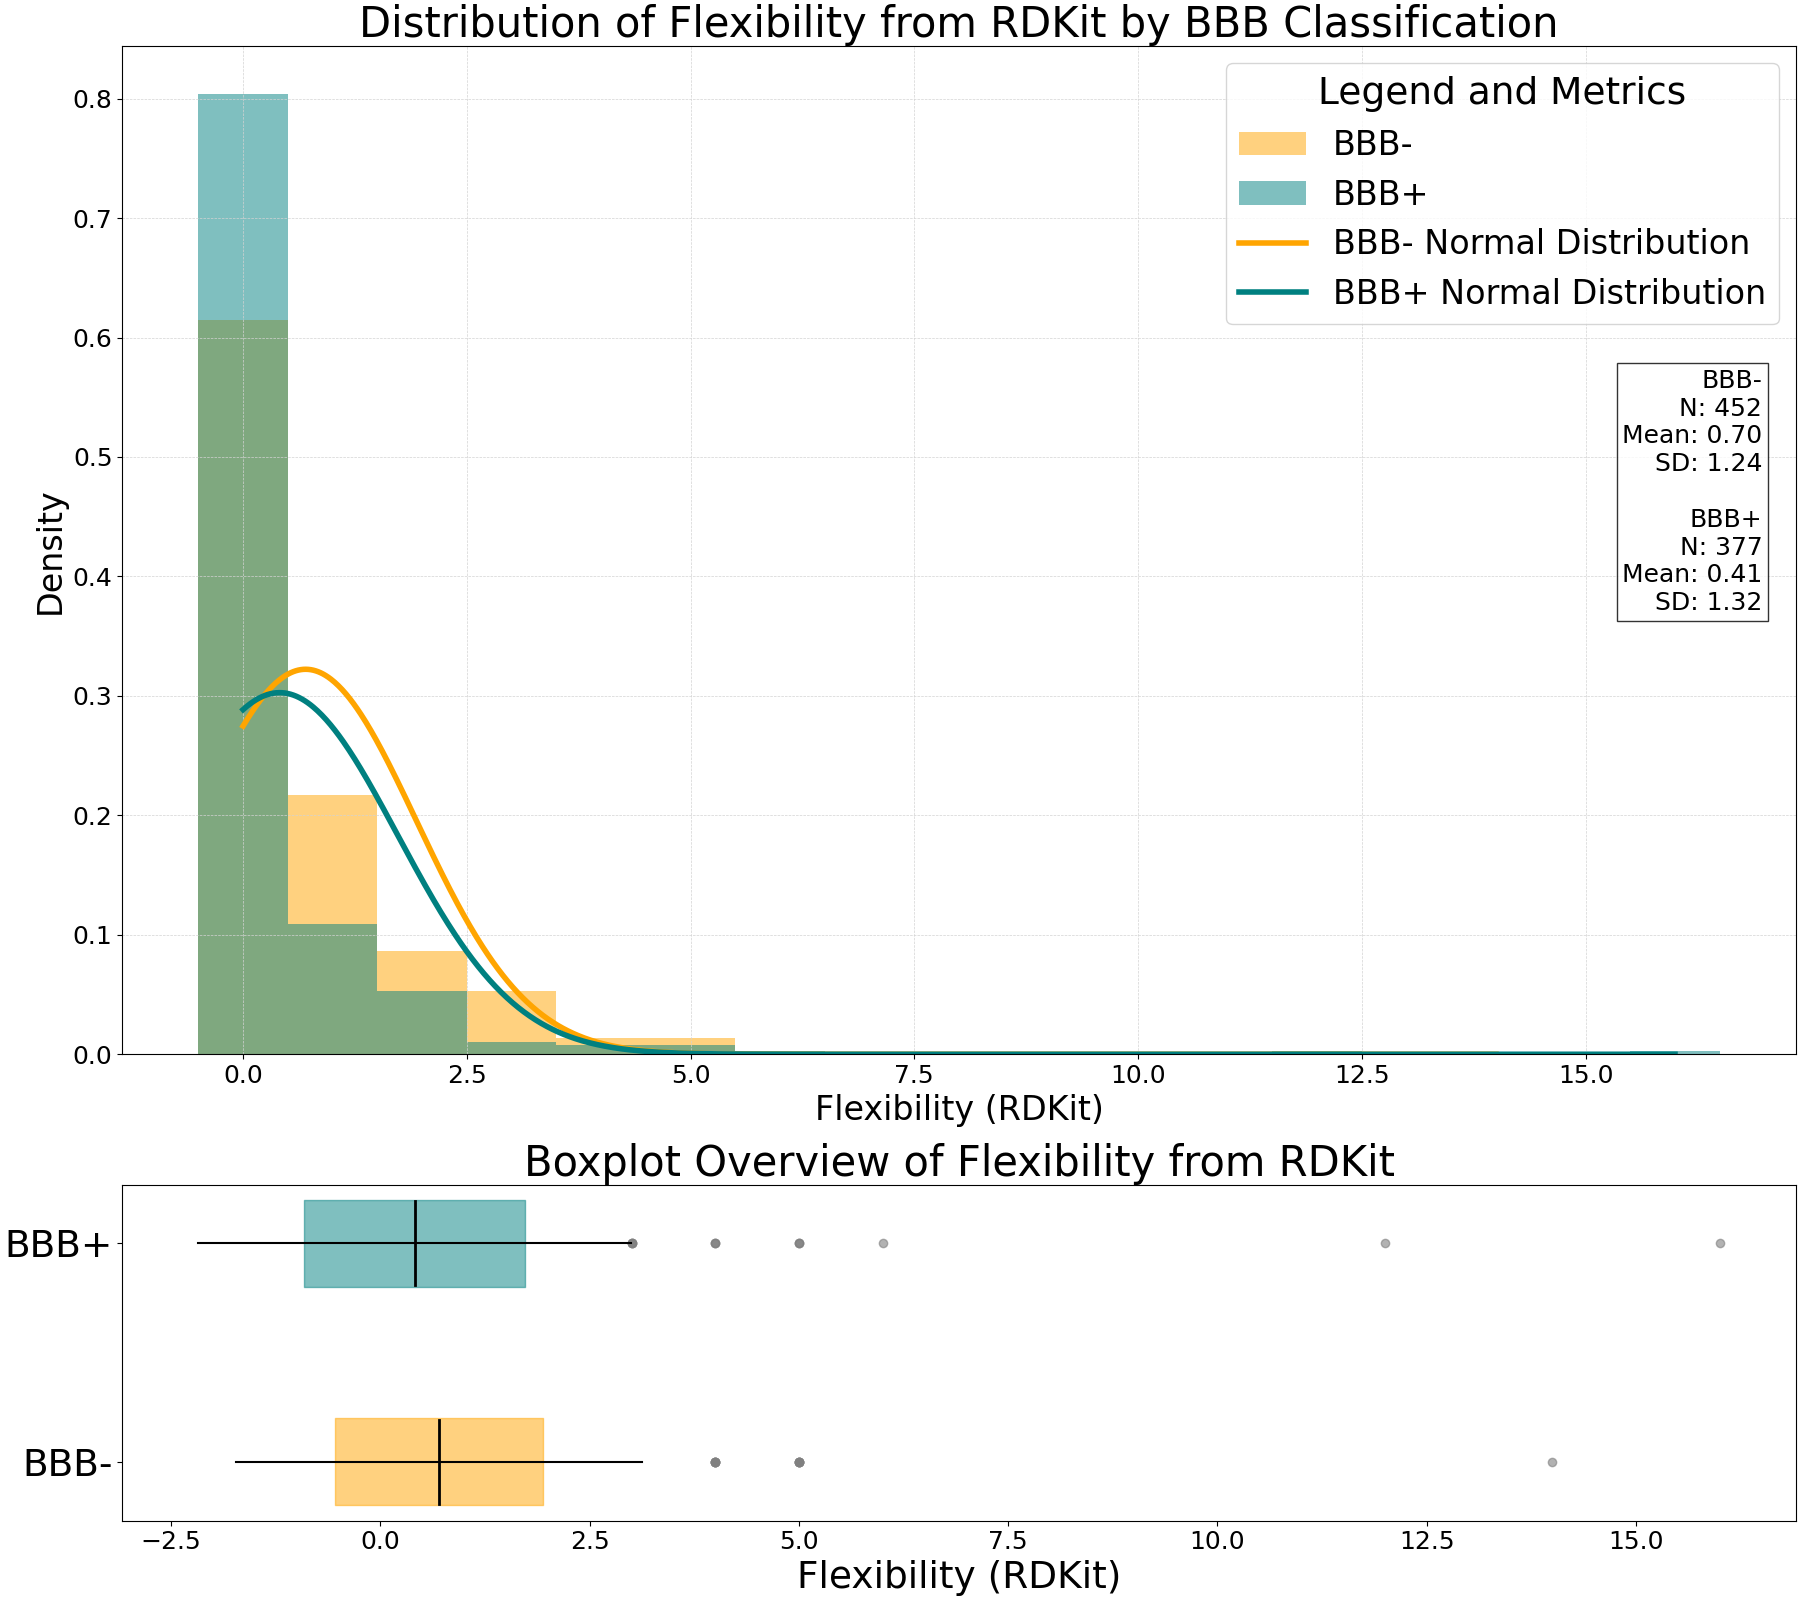 Distribution of Flexibility from RDKit by BBB Classification
Legend and Metrics
BBB-
BBB+
BBB- Normal Distribution
BBB+ Normal Distribution
BBB-
N: 452
Mean: 0.70
SD: 1.24
BBB+
N: 377
Mean: 0.41
SD: 1.32
Density
0.8
0.7
0.6
0.5
0.4
0.3
0.2
0.1
0.0
0.0 2.5 5.0 7.5 10.0 12.5 15.0
Flexibility (RDKit)
Boxplot Overview of Flexibility from RDKit
BBB+
BBB-
−2.5 0.0 2.5 5.0 7.5 10.0 12.5 15.0
Flexibility (RDKit)